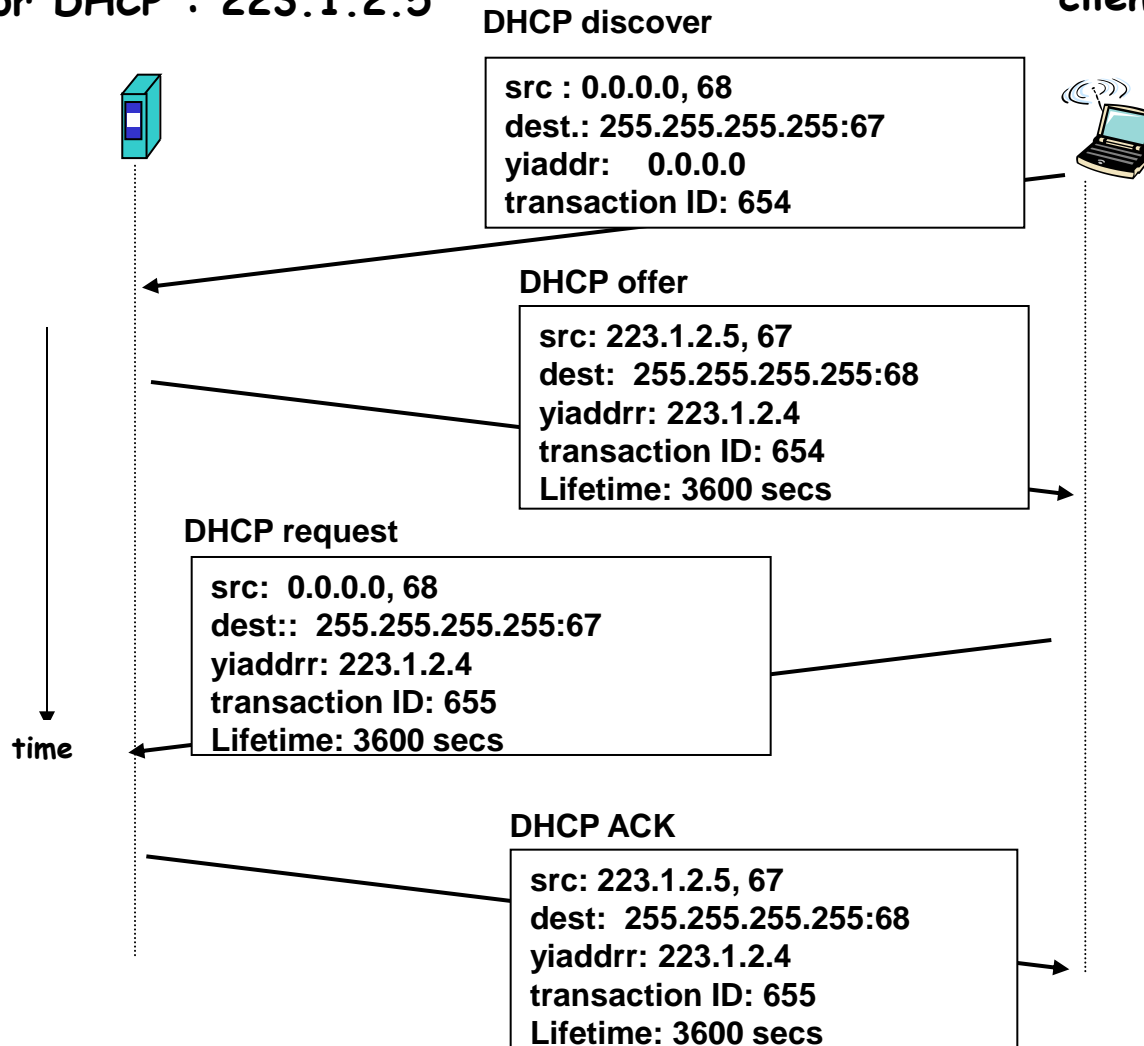 DHCP : 223.1.2.5
DHCP discover
src : 0.0.0.0, 68
dest.: 255.255.255.255:67
yiaddr: 0.0.0.0
transaction ID: 654
DHCP offer
src: 223.1.2.5, 67
dest: 255.255.255.255:68
yiaddrr: 223.1.2.4
transaction ID: 654
Lifetime: 3600 secs
DHCP request
src: 0.0.0.0, 68
dest:: 255.255.255.255:67
yiaddrr: 223.1.2.4
transaction ID: 655
Lifetime: 3600 secs
time
DHCP ACK
src: 223.1.2.5, 67
dest: 255.255.255.255:68
yiaddrr: 223.1.2.4
transaction ID: 655
Lifetime: 3600 secs